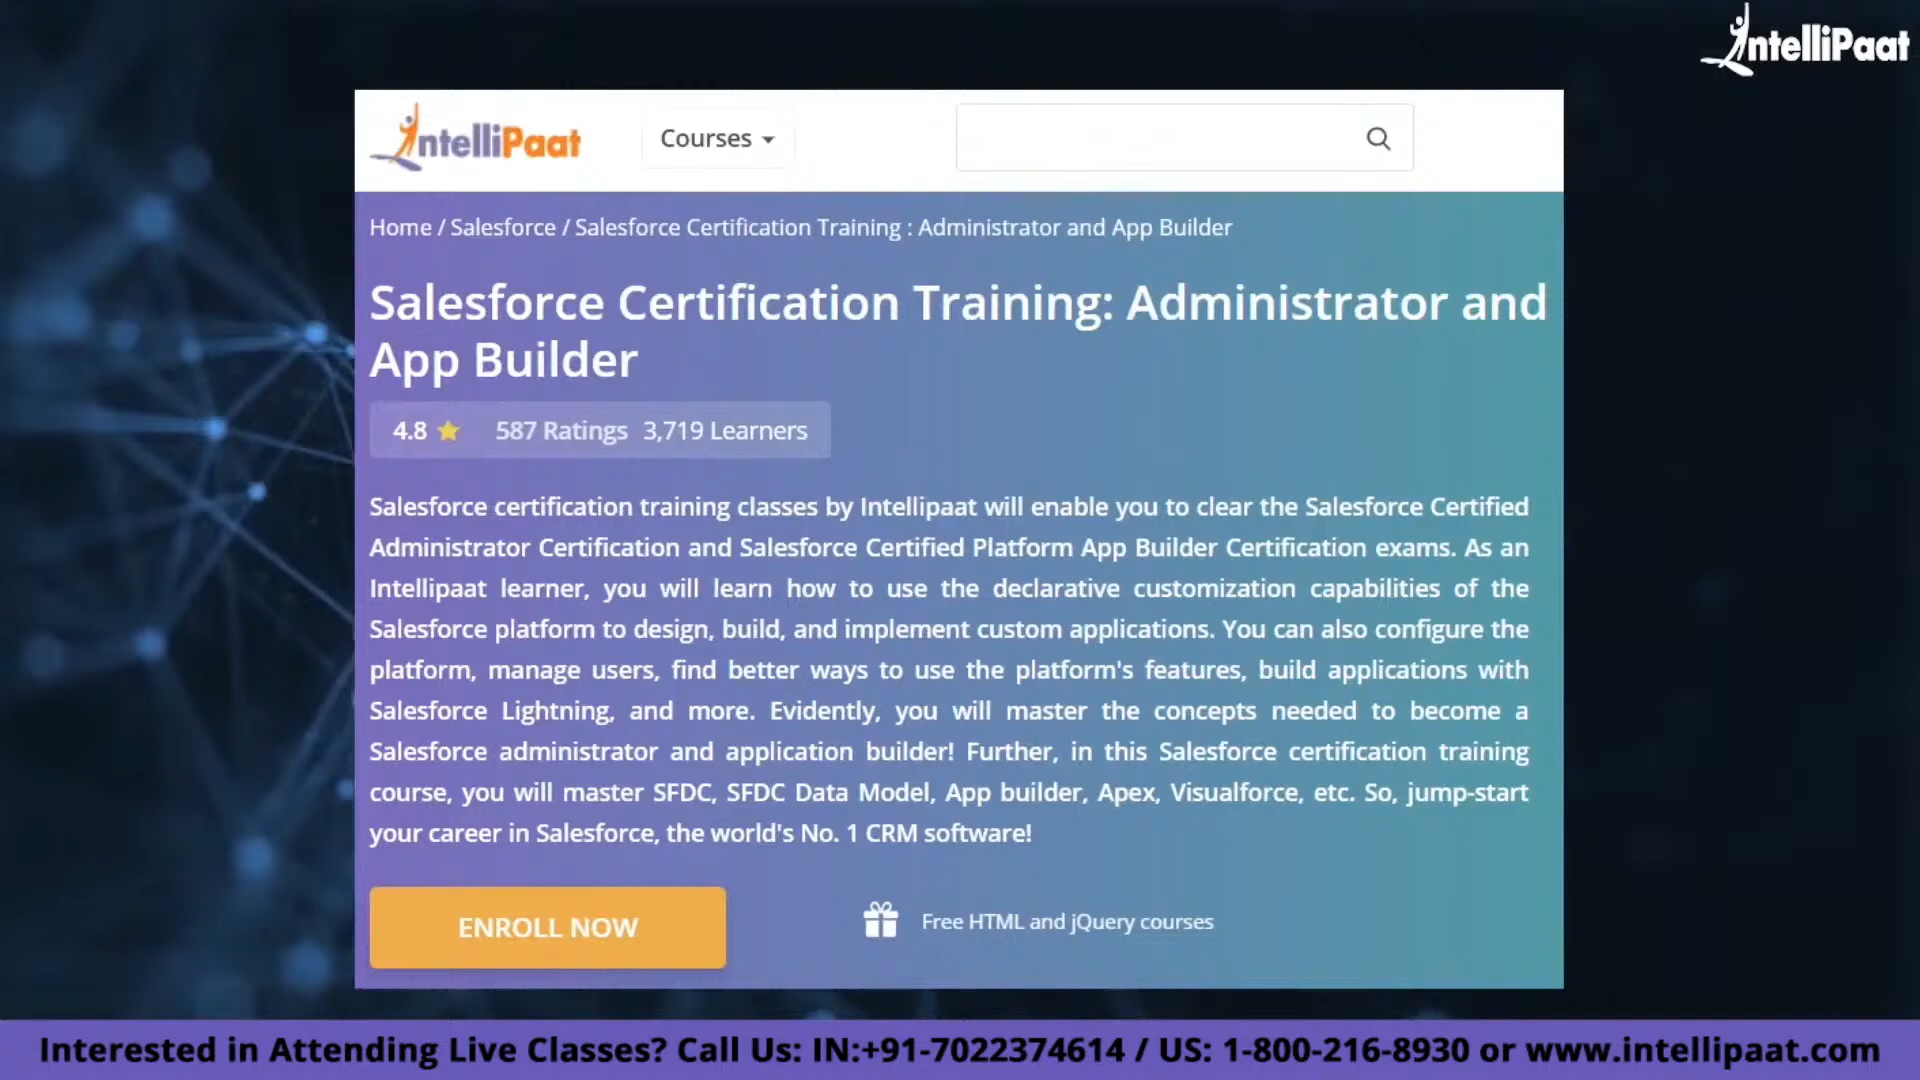 IntelliPaat
IntelliPaat
Courses
Home / Salesforce / Salesforce Certification Training : Administrator and App Builder
Salesforce Certification Training: Administrator and
App Builder
4.8 587 Ratings 3,719 Learners
Salesforce certification training classes by Intellipaat will enable you to clear the Salesforce Certified
Administrator Certification and Salesforce Certified Platform App Builder Certification exams. As an
Intellipaat learner, you will learn how to use the declarative customization capabilities of the
Salesforce platform to design, build, and implement custom applications. You can also configure the
platform, manage users, find better ways to use the platform's features, build applications with
Salesforce Lightning, and more. Evidently, you will master the concepts needed to become a
Salesforce administrator and application builder! Further, in this Salesforce certification training
course, you will master SFDC, SFDC Data Model, App builder, Apex, Visualforce, etc. So, jump-start
your career in Salesforce, the world's No. 1 CRM software!
ENROLL NOW
Free HTML and jQuery courses
Interested in Attending Live Classes? Call Us: IN:+91-7022374614 / US: 1-800-216-8930 or www.intellipaat.com